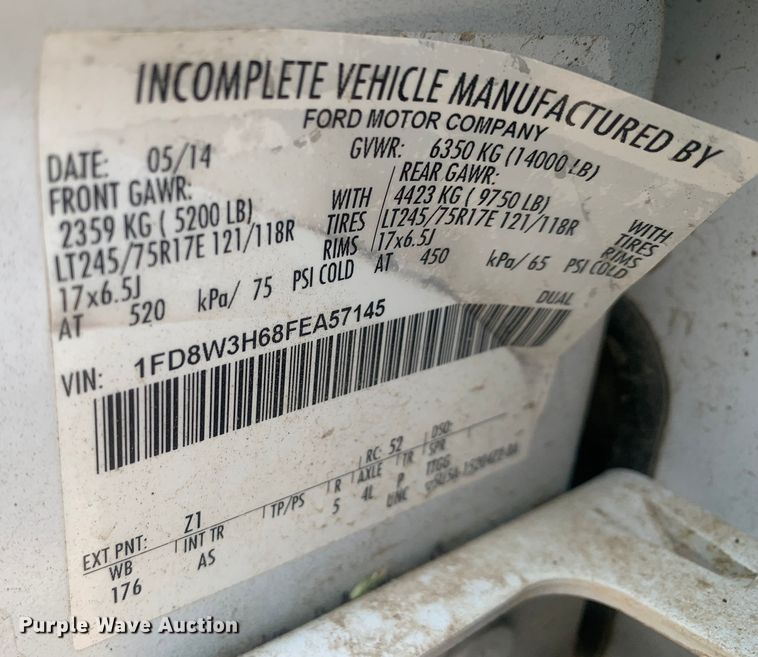 INCOMPLETE VEHICLE MANUFACTURED BY
FORD MOTOR COMPANY
DATE: 05/14 GVWR: 6350 KG (14000 LB)
FRONT GAWR: REAR GAWR:
2359 KG ( 5200 LB) WITH 4423 KG ( 9750 LB) WITH
LT245/75R17E 121/118R TIRES LT245/75R17E 121/118R TIRES
17x6.5J RIMS 17x6.5J RIMS
AT 520 kPa/ 75 PSI COLD AT 450 kPa/ 65 PSI COLD
DUAL
VIN: 1FD8W3H68FEA57145
EXT PNT: Z1 RC: 52 DSO:
WB INT TR TP/PS R AXLE TR SPR
176 AS 5 4L P TTGG
UNC
Purple Wave Auction